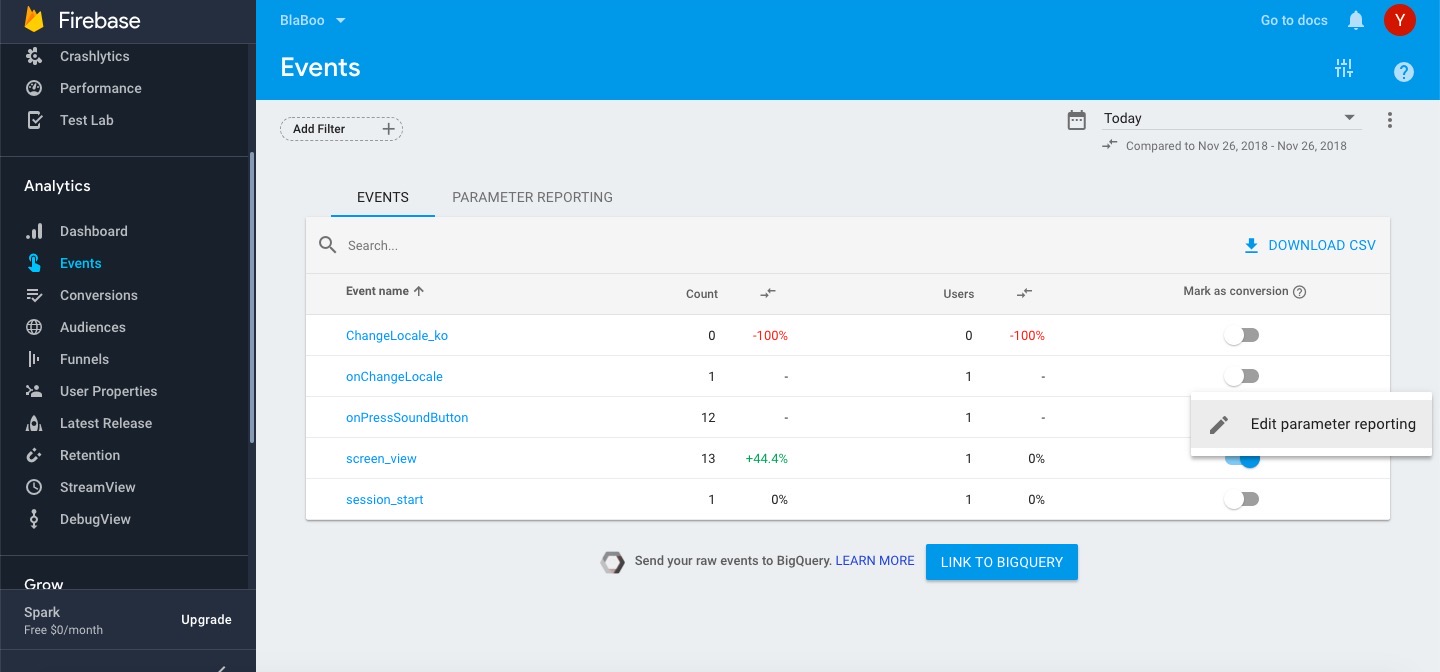 Firebase
Crashlytics
Performance
Test Lab
Analytics
Dashboard
Events
Conversions
Audiences
Funnels
User Properties
Latest Release
Retention
StreamView
DebugView
Grow
Spark
Free $0/month
Upgrade
BlaBoo
Go to docs
Y
Events
Add Filter
Today
Compared to Nov 26, 2018 - Nov 26, 2018
EVENTS PARAMETER REPORTING
Search... DOWNLOAD CSV
Event name Count Users Mark as conversion
ChangeLocale_ko 0 -100% 0 -100%
onChangeLocale 1 - 1 -
onPressSoundButton 12 - 1 -
Edit parameter reporting
screen_view 13 +44.4% 1 0%
session_start 1 0% 1 0%
Send your raw events to BigQuery. LEARN MORE LINK TO BIGQUERY